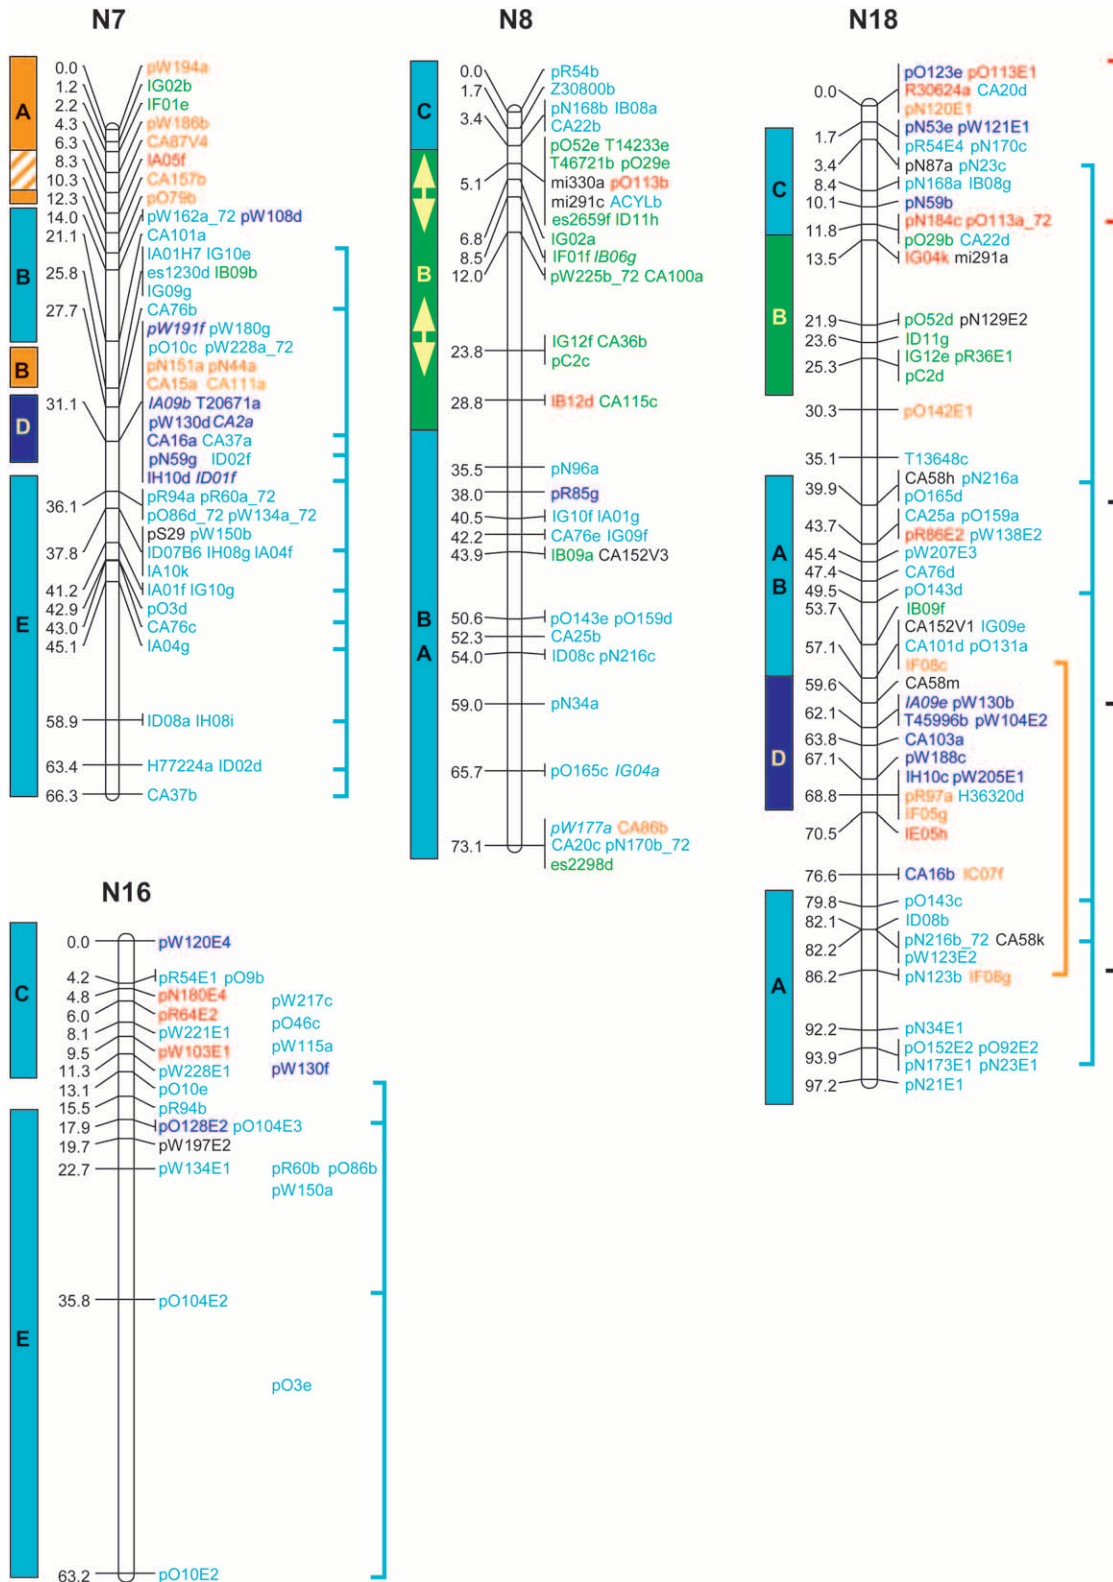 N7
A
B
B
D
E
0.0
1.2
2.2
4.3
6.3
8.3
10.3
12.3
14.0
21.1
25.8
27.7
31.1
36.1
37.8
41.2
42.9
43.0
45.1
58.9
63.4
66.3
pW194a
IG02b
IF01e
pW186b
CA87V4
IA05f
CA157b
pO79b
pW162a_72 pW108d
CA101a
IA01H7 IG10e
es1230d IB09b
IG09g
CA76b
pW191f pW180g
pO10c pW228a_72
pN151a pN44a
CA15a CA111a
IA09b T20671a
pW130d CA2a
CA16a CA37a
pN59g ID02f
IH10d ID01f
pR94a pR60a_72
pO86d_72 pW134a_72
pS29 pW150b
ID07B6 IH08g IA04f
IA10k
IA01f IG10g
pO3d
CA76c
IA04g
ID08a IH08i
H77224a ID02d
CA37b
N8
C
B
B
A
0.0
1.7
3.4
5.1
6.8
8.5
12.0
23.8
28.8
35.5
38.0
40.5
42.2
43.9
50.6
52.3
54.0
59.0
65.7
73.1
pR54b
Z30800b
pN168b IB08a
CA22b
pO52e T14233e
T46721b pO29e
mi330a pO113b
mi291c ACYLb
es2659f ID11h
IG02a
IF01f IB06g
pW225b_72 CA100a
IG12f CA36b
pC2c
IB12d CA115c
pN96a
pR85g
IG10f IA01g
CA76e IG09f
IB09a CA152V3
pO143e pO159d
CA25b
ID08c pN216c
pN34a
pO165c IG04a
pW177a CA86b
CA20c pN170b_72
es2298d
N18
C
B
A
B
D
A
0.0
1.7
3.4
8.4
10.1
11.8
13.5
21.9
23.6
25.3
30.3
35.1
39.9
43.7
45.4
47.4
49.5
53.7
57.1
59.6
62.1
63.8
67.1
68.8
70.5
76.6
79.8
82.1
82.2
86.2
92.2
93.9
97.2
pO123e pO113E1
R30624a CA20d
pN120E1
pN53e pW121E1
pR54E4 pN170c
pN87a pN23c
pN168a IB08g
pN59b
pN184c pO113a_72
pO29b CA22d
IG04k mi291a
pO52d pN129E2
ID11g
IG12e pR36E1
pC2d
pO142E1
T13648c
CA58h pN216a
pO165d
CA25a pO159a
pR86E2 pW138E2
pW207E3
CA76d
pO143d
IB09f
CA152V1 IG09e
CA101d pO131a
IF08c
CA58m
IA09e pW130b
T45996b pW104E2
CA103a
pW188c
IH10c pW205E1
pR97a H36320d
IF05g
IE05h
CA16b IC07f
pO143c
ID08b
pN216b_72 CA58k
pW123E2
pN123b IF08g
pN34E1
pO152E2 pO92E2
pN173E1 pN23E1
pN21E1
N16
C
E
0.0
4.2
4.8
6.0
8.1
9.5
11.3
13.1
15.5
17.9
19.7
22.7
35.8
63.2
pW120E4
pR54E1 pO9b
pN180E4
pW217c
pR64E2
pO46c
pW221E1
pW115a
pW103E1
pW228E1
pW130f
pO10e
pR94b
pO128E2 pO104E3
pW197E2
pW134E1 pR60b pO86b
pW150a
pO104E2
pO3e
pO10E2